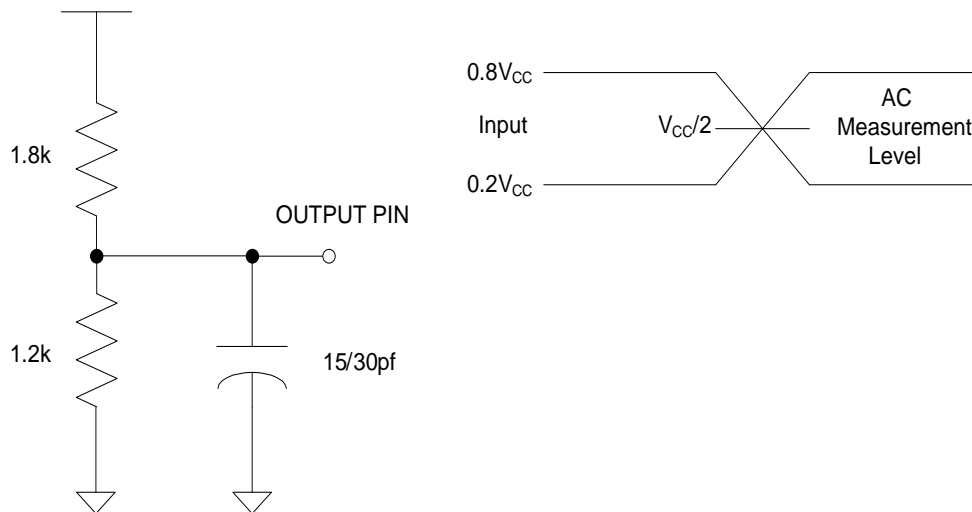 1.8k
OUTPUT PIN
1.2k
15/30pf
0.8VCC
Input
VCC/2
0.2VCC
AC
Measurement
Level